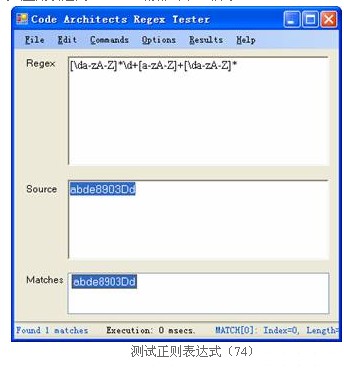 Code Architects Regex Tester
File Edit Commands Options Results Help
Regex
[\da-zA-Z]*\d+[a-zA-Z]+[\da-zA-Z]*
Source
abde8903Dd
Matches
abde8903Dd
Found 1 matches Execution: 0 msecs. MATCH[0]: Index=0, Length=
测试正则表达式（74）